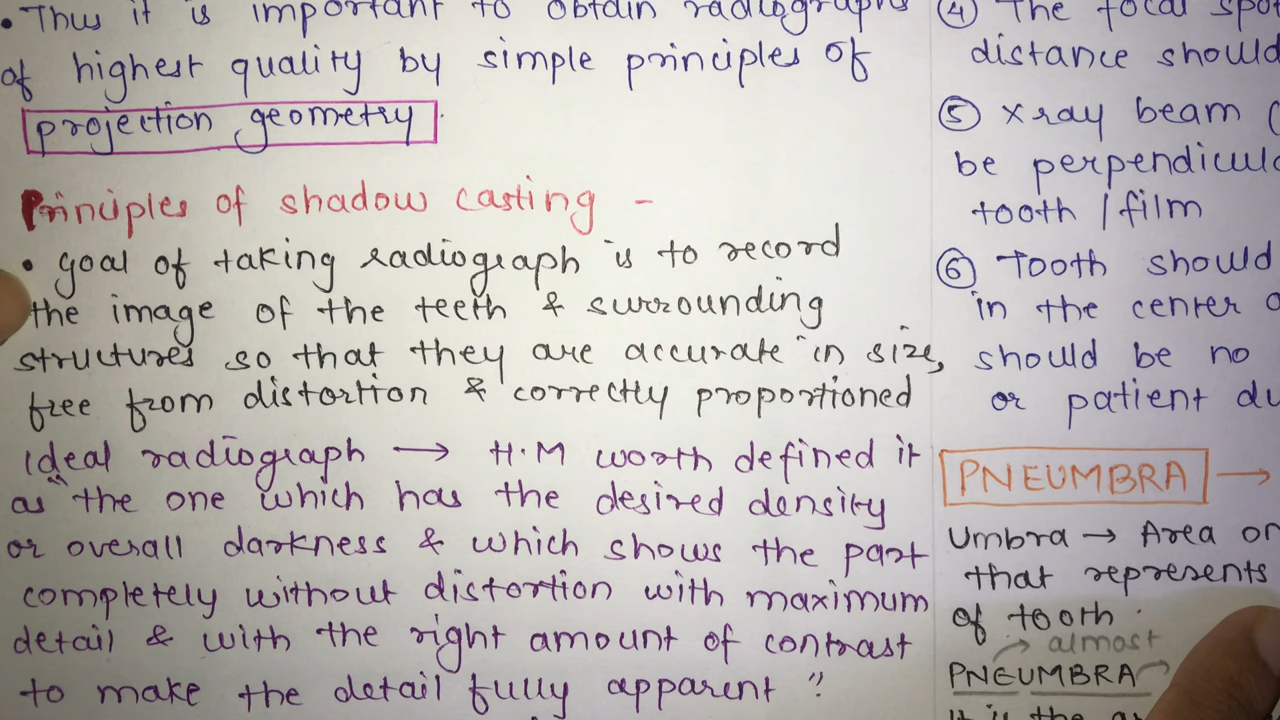 • Thus it is important to obtain radiographs
of highest quality by simple principles of
projection geometry.
Principles of shadow casting -
• goal of taking radiograph is to record
the image of the teeth & surrounding
structures so that they are accurate in size,
free from distortion & correctly proportioned
Ideal radiograph → H.M worth defined it
as "the one which has the desired density
or overall darkness & which shows the part
completely without distortion with maximum
detail & with the right amount of contrast
to make the detail fully apparent"
④ The focal spot
distance should
⑤ X ray beam
be perpendicula
tooth / film
⑥ Tooth should
in the center
should be no
or patient du
PNEUMBRA →
Umbra → Area on
that represents
of tooth.
→ almost
PNEUMBRA →
It is the